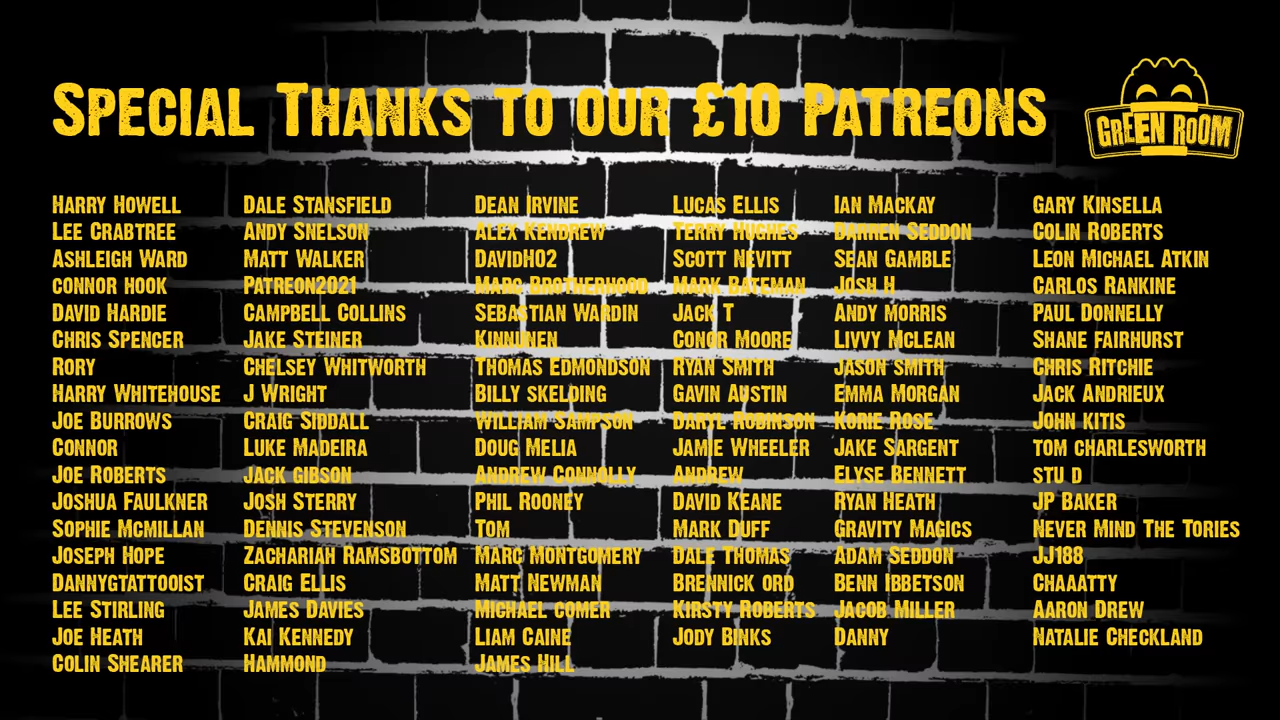 Special Thanks to our £10 Patreons
GREEN ROOM
Harry Howell
Lee Crabtree
Ashleigh Ward
connor hook
David Hardie
Chris Spencer
Rory
Harry Whitehouse
Joe Burrows
Connor
Joe Roberts
Joshua Faulkner
Sophie Mcmillan
Joseph Hope
Dannygtattooist
Lee Stirling
Joe Heath
Colin Shearer
Dale Stansfield
Andy Snelson
Matt Walker
Patreon2021
Campbell Collins
Jake Steiner
Chelsey Whitworth
J Wright
Craig Siddall
Luke Madeira
Jack gibson
Josh Sterry
Dennis Stevenson
Zachariah Ramsbottom
Craig Ellis
James Davies
Kai Kennedy
Hammond
Dean Irvine
Alex Kendrew
DavidH02
Marc Brotherhood
Sebastian Wardin
Kinnunen
Thomas Edmondson
Billy skelding
William Sampson
Doug Melia
Andrew Connolly
Phil Rooney
Tom
Marc Montgomery
Matt Newman
Michael comer
Liam Caine
James Hill
Lucas Ellis
Terry Hughes
Scott Nevitt
Mark Bateman
Jack T
Conor Moore
Ryan Smith
Gavin Austin
Daryl Robinson
Jamie Wheeler
Andrew
David Keane
Mark Duff
Dale Thomas
Brennick ord
Kirsty Roberts
Jody Binks
Ian Mackay
Darren Seddon
Sean Gamble
Josh H
Andy Morris
Livvy McLean
Jason smith
Emma Morgan
Korie Rose
Jake Sargent
Elyse Bennett
Ryan Heath
Gravity Magics
Adam Seddon
Benn Ibbetson
Jacob Miller
Danny
Gary Kinsella
Colin Roberts
Leon Michael Atkin
Carlos Rankine
Paul Donnelly
Shane fairhurst
Chris Ritchie
Jack Andrieux
John kitis
tom charlesworth
Stu D
JP Baker
Never Mind The Tories
JJ188
Chaaatty
Aaron Drew
Natalie Checkland